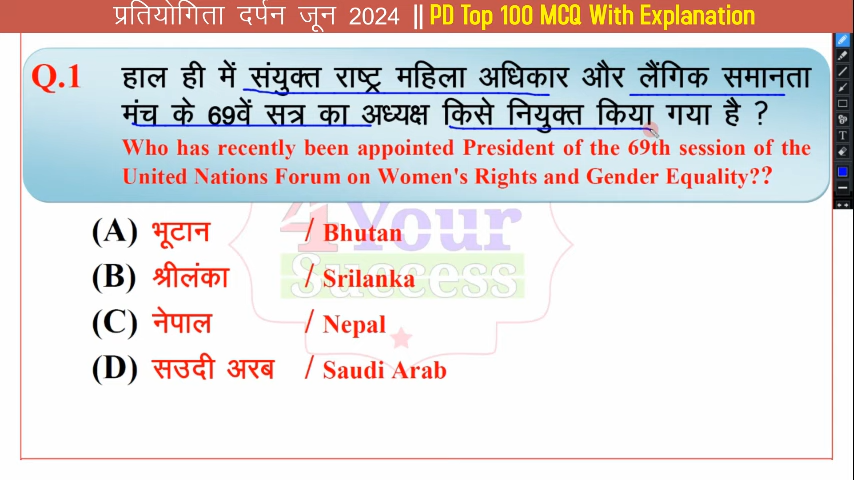 प्रतियोगिता दर्पन जून 2024 || PD Top 100 MCQ With Explanation
Q.1 हाल ही में संयुक्त राष्ट्र महिला अधिकार और लैंगिक समानता
मंच के 69वें सत्र का अध्यक्ष किसे नियुक्त किया गया है ?
Who has recently been appointed President of the 69th session of the
United Nations Forum on Women's Rights and Gender Equality??
4Your
Success
(A) भूटान / Bhutan
(B) श्रीलंका / Srilanka
(C) नेपाल / Nepal
(D) सउदी अरब / Saudi Arab